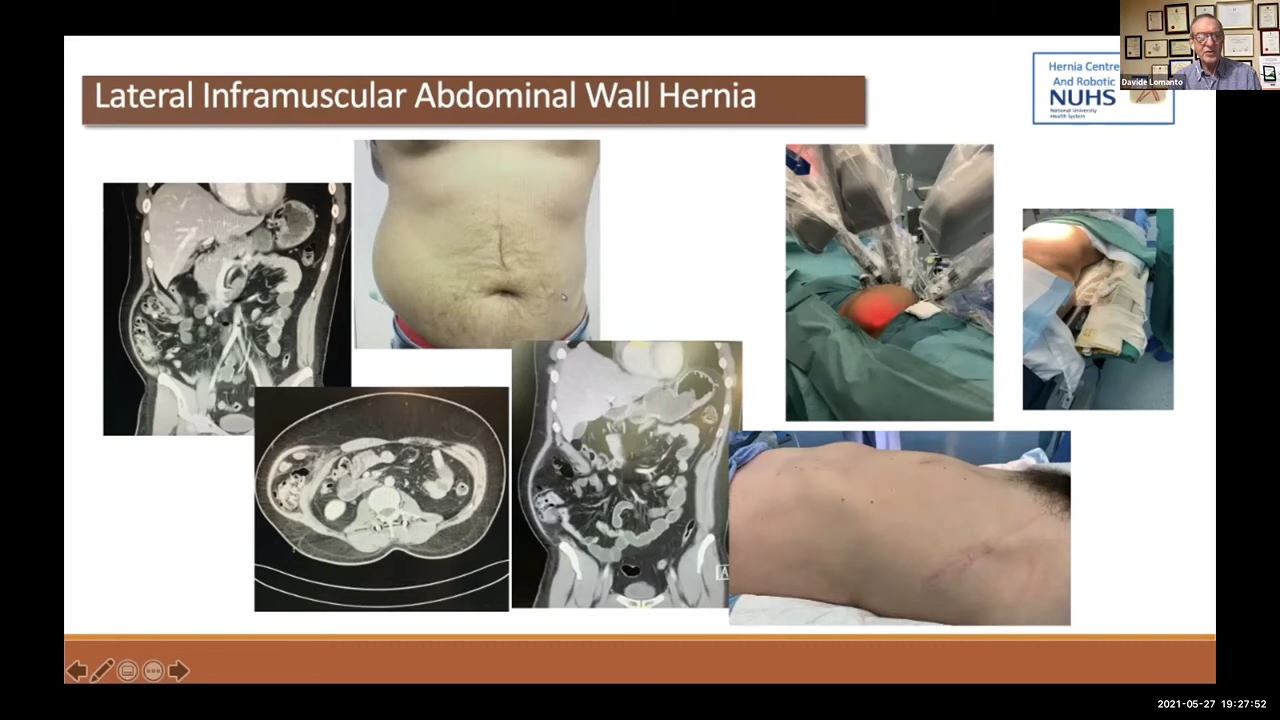 Lateral Inframuscular Abdominal Wall Hernia
Hernia Centre
And Robotic
NUHS
National University
Health System
Davide Lomanto
A
2021-05-27 19:27:52